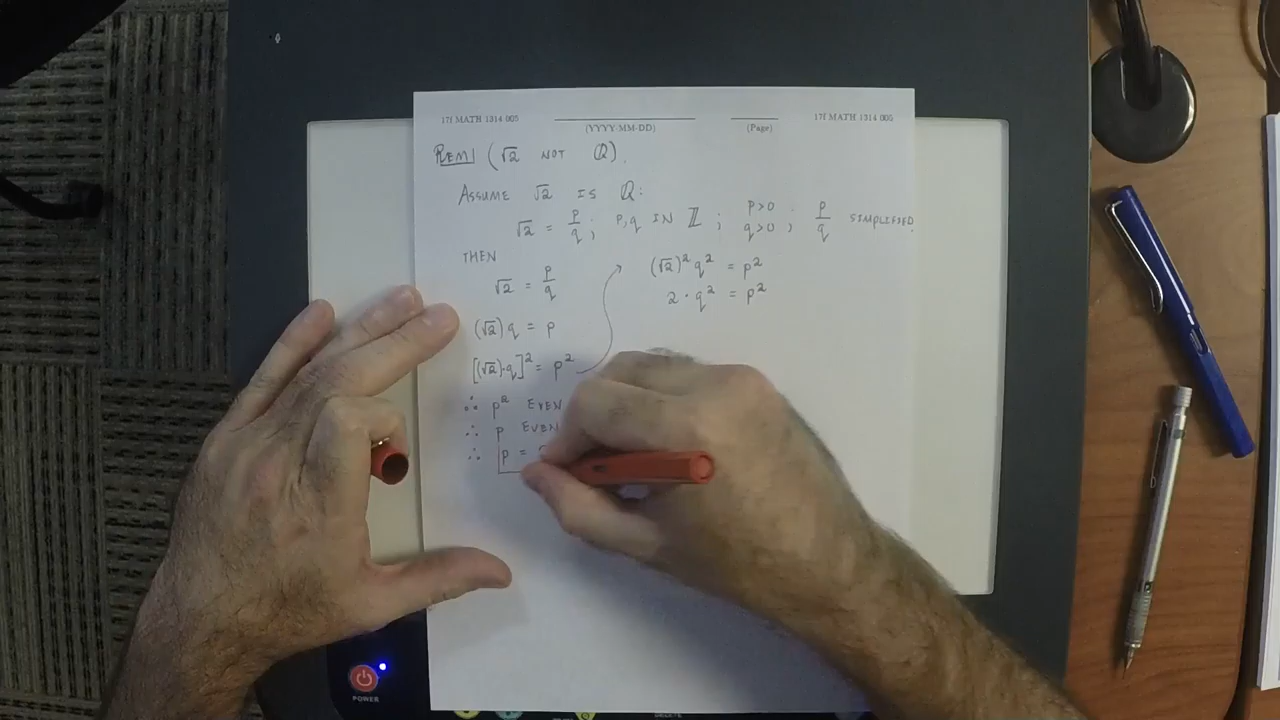 17f MATH 1314 005 (YYYY-MM-DD) (Page) 17f MATH 1314 005
REM| (√2 NOT ℚ).
ASSUME √2 IS ℚ:
√2 = p/q ; p,q IN ℤ ; p>0 q>0 ; p/q SIMPLIFIED.
THEN
√2 = p/q
(√2) q = p
[(√2)·q]² = p²
(√2)² q² = p²
2 · q² = p²
∴ p² EVEN
∴ p EVEN
∴ p =
POWER